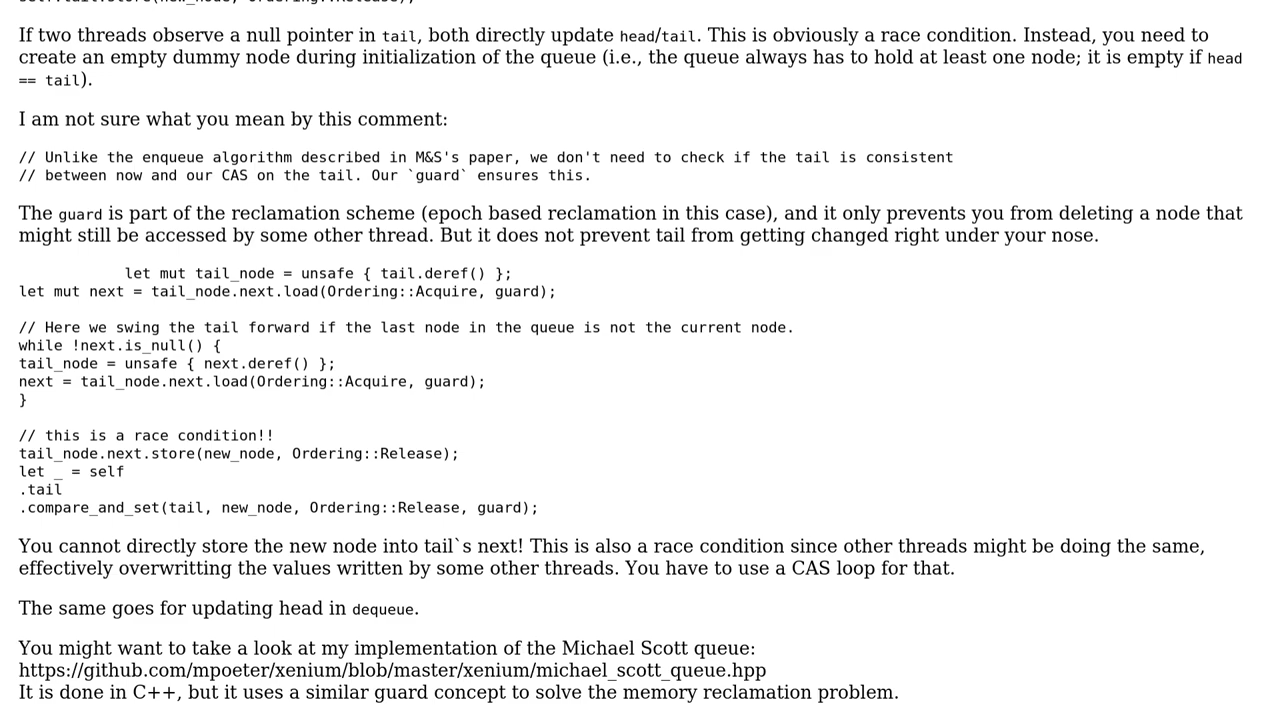 self.tail.store(new_node, Ordering::Release);
If two threads observe a null pointer in tail, both directly update head/tail. This is obviously a race condition. Instead, you need to
create an empty dummy node during initialization of the queue (i.e., the queue always has to hold at least one node; it is empty if head
== tail).
I am not sure what you mean by this comment:
// Unlike the enqueue algorithm described in M&S's paper, we don't need to check if the tail is consistent
// between now and our CAS on the tail. Our `guard` ensures this.
The guard is part of the reclamation scheme (epoch based reclamation in this case), and it only prevents you from deleting a node that
might still be accessed by some other thread. But it does not prevent tail from getting changed right under your nose.
let mut tail_node = unsafe { tail.deref() };
let mut next = tail_node.next.load(Ordering::Acquire, guard);
// Here we swing the tail forward if the last node in the queue is not the current node.
while !next.is_null() {
tail_node = unsafe { next.deref() };
next = tail_node.next.load(Ordering::Acquire, guard);
}
// this is a race condition!!
tail_node.next.store(new_node, Ordering::Release);
let _ = self
.tail
.compare_and_set(tail, new_node, Ordering::Release, guard);
You cannot directly store the new node into tail`s next! This is also a race condition since other threads might be doing the same,
effectively overwritting the values written by some other threads. You have to use a CAS loop for that.
The same goes for updating head in dequeue.
You might want to take a look at my implementation of the Michael Scott queue:
https://github.com/mpoeter/xenium/blob/master/xenium/michael_scott_queue.hpp
It is done in C++, but it uses a similar guard concept to solve the memory reclamation problem.